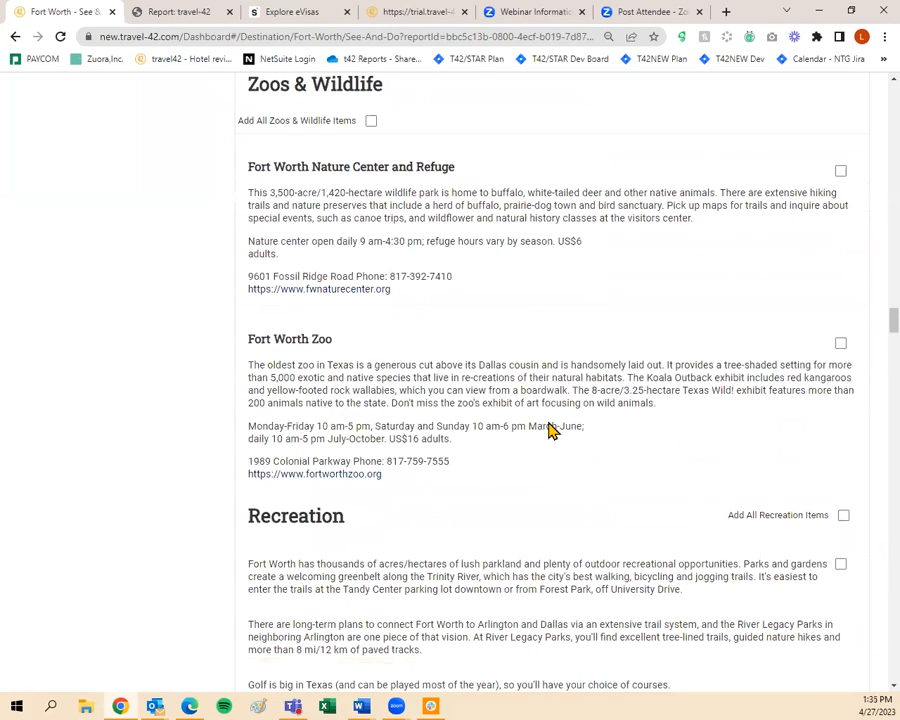 Fort Worth - See &
Report: travel-42
Explore eVisas
https://trial.travel-4
Webinar Informati
Post Attendee - Zo
new.travel-42.com/Dashboard#/Destination/Fort-Worth/See-And-Do?reportId=bbc5c13b-0800-4ecf-b019-7d87...
L
PAYCOM
Zuora,Inc.
travel42 - Hotel revi...
NetSuite Login
t42 Reports - Share...
T42/STAR Plan
T42/STAR Dev Board
T42NEW Plan
T42NEW Dev
Calendar - NTG Jira
Zoos & Wildlife
Add All Zoos & Wildlife Items
Fort Worth Nature Center and Refuge
This 3,500-acre/1,420-hectare wildlife park is home to buffalo, white-tailed deer and other native animals. There are extensive hiking
trails and nature preserves that include a herd of buffalo, prairie-dog town and bird sanctuary. Pick up maps for trails and inquire about
special events, such as canoe trips, and wildflower and natural history classes at the visitors center.
Nature center open daily 9 am-4:30 pm; refuge hours vary by season. US$6
adults.
9601 Fossil Ridge Road Phone: 817-392-7410
https://www.fwnaturecenter.org
Fort Worth Zoo
The oldest zoo in Texas is a generous cut above its Dallas cousin and is handsomely laid out. It provides a tree-shaded setting for more
than 5,000 exotic and native species that live in re-creations of their natural habitats. The Koala Outback exhibit includes red kangaroos
and yellow-footed rock wallabies, which you can view from a boardwalk. The 8-acre/3.25-hectare Texas Wild! exhibit features more than
200 animals native to the state. Don't miss the zoo's exhibit of art focusing on wild animals.
Monday-Friday 10 am-5 pm, Saturday and Sunday 10 am-6 pm March-June;
daily 10 am-5 pm July-October. US$16 adults.
1989 Colonial Parkway Phone: 817-759-7555
https://www.fortworthzoo.org
Recreation
Add All Recreation Items
Fort Worth has thousands of acres/hectares of lush parkland and plenty of outdoor recreational opportunities. Parks and gardens
create a welcoming greenbelt along the Trinity River, which has the city's best walking, bicycling and jogging trails. It's easiest to
enter the trails at the Tandy Center parking lot downtown or from Forest Park, off University Drive.
There are long-term plans to connect Fort Worth to Arlington and Dallas via an extensive trail system, and the River Legacy Parks in
neighboring Arlington are one piece of that vision. At River Legacy Parks, you'll find excellent tree-lined trails, guided nature hikes and
more than 8 mi/12 km of paved tracks.
Golf is big in Texas (and can be played most of the year), so you'll have your choice of courses.
1:35 PM
4/27/2023